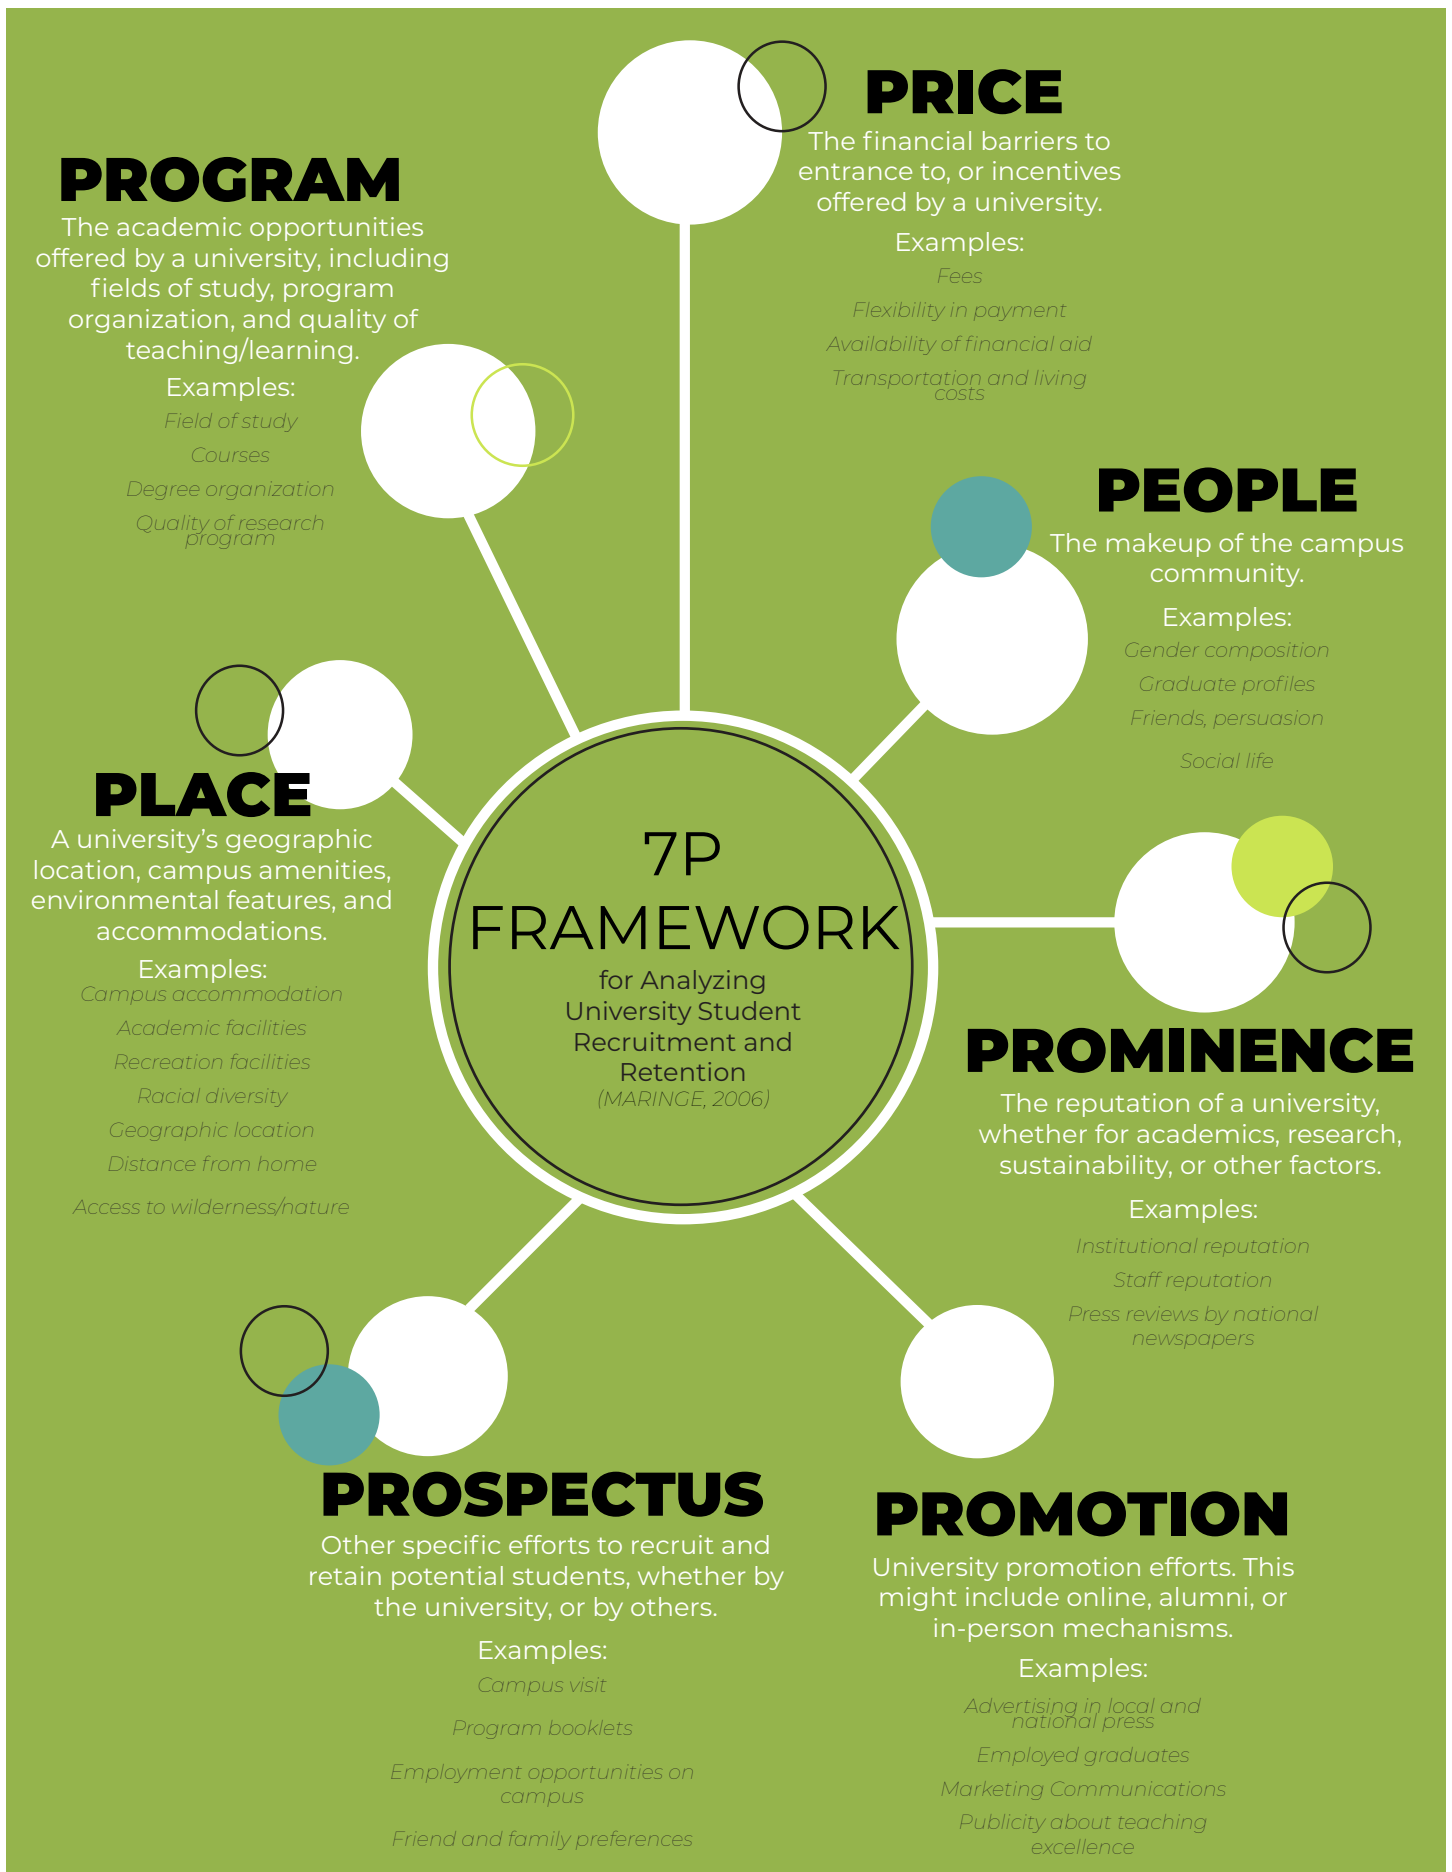 PRICE
The financial barriers to
entrance to, or incentives
offered by a university.
Examples:
Fees
Flexibility in payment
Availability of financial aid
Transportation and living
costs
PROGRAM
The academic opportunities
offered by a university, including
fields of study, program
organization, and quality of
teaching/learning.
Examples:
Field of study
Courses
Degree organization
Quality of research
program
PEOPLE
The makeup of the campus
community.
Examples:
Gender composition
Graduate profiles
Friends, persuasion
Social life
PLACE
A university’s geographic
location, campus amenities,
environmental features, and
accommodations.
Examples:
Campus accommodation
Academic facilities
Recreation facilities
Racial diversity
Geographic location
Distance from home
Access to wilderness/nature
7P
FRAMEWORK
for Analyzing
University Student
Recruitment and
Retention
(MARINGE, 2006)
PROMINENCE
The reputation of a university,
whether for academics, research,
sustainability, or other factors.
Examples:
Institutional reputation
Staff reputation
Press reviews by national
newspapers
PROSPECTUS
Other specific efforts to recruit and
retain potential students, whether by
the university, or by others.
Examples:
Campus visit
Program booklets
Employment opportunities on
campus
Friend and family preferences
PROMOTION
University promotion efforts. This
might include online, alumni, or
in-person mechanisms.
Examples:
Advertising in local and
national press
Employed graduates
Marketing Communications
Publicity about teaching
excellence